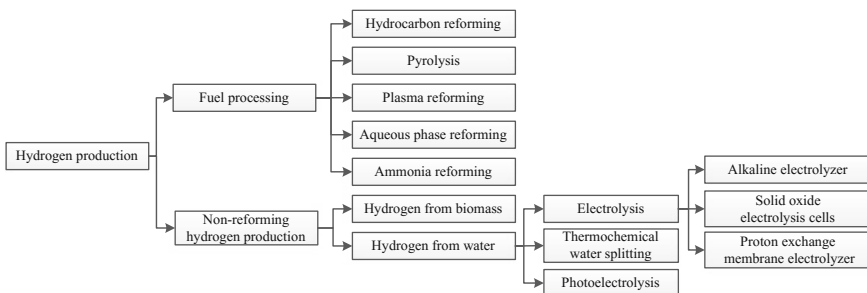 Hydrogen production
Fuel processing
Hydrocarbon reforming
Pyrolysis
Plasma reforming
Aqueous phase reforming
Ammonia reforming
Non-reforming
hydrogen production
Hydrogen from biomass
Hydrogen from water
Electrolysis
Thermochemical
water splitting
Photoelectrolysis
Alkaline electrolyzer
Solid oxide
electrolysis cells
Proton exchange
membrane electrolyzer